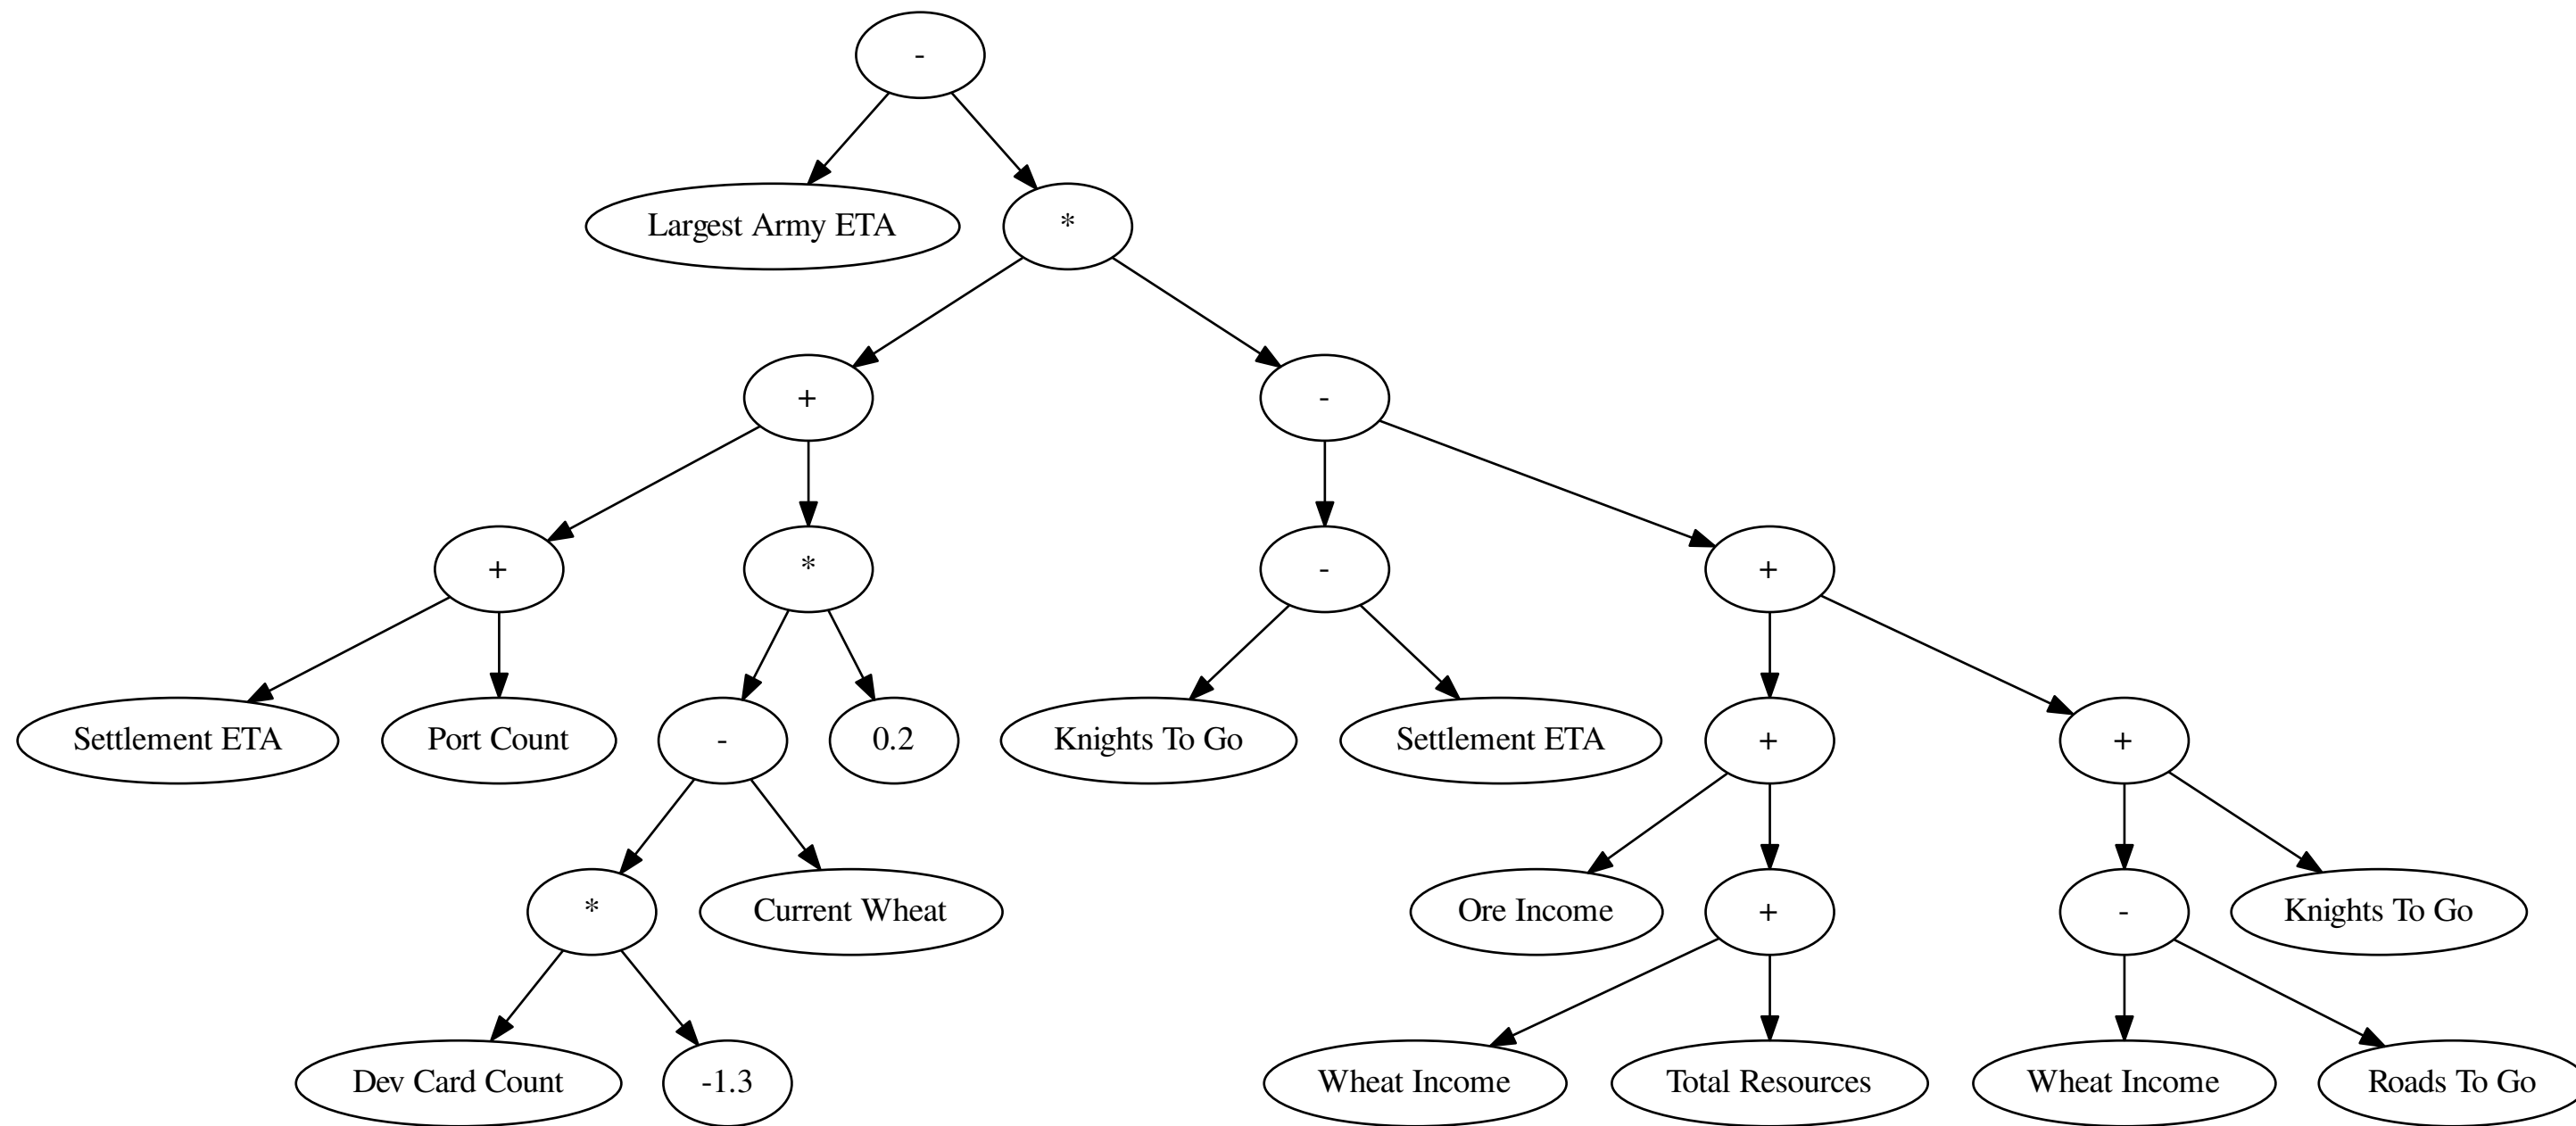 -
Largest Army ETA
*
+
-
+
*
-
+
Settlement ETA
Port Count
-
0.2
Knights To Go
Settlement ETA
+
+
*
Current Wheat
Ore Income
+
-
Knights To Go
Dev Card Count
-1.3
Wheat Income
Total Resources
Wheat Income
Roads To Go